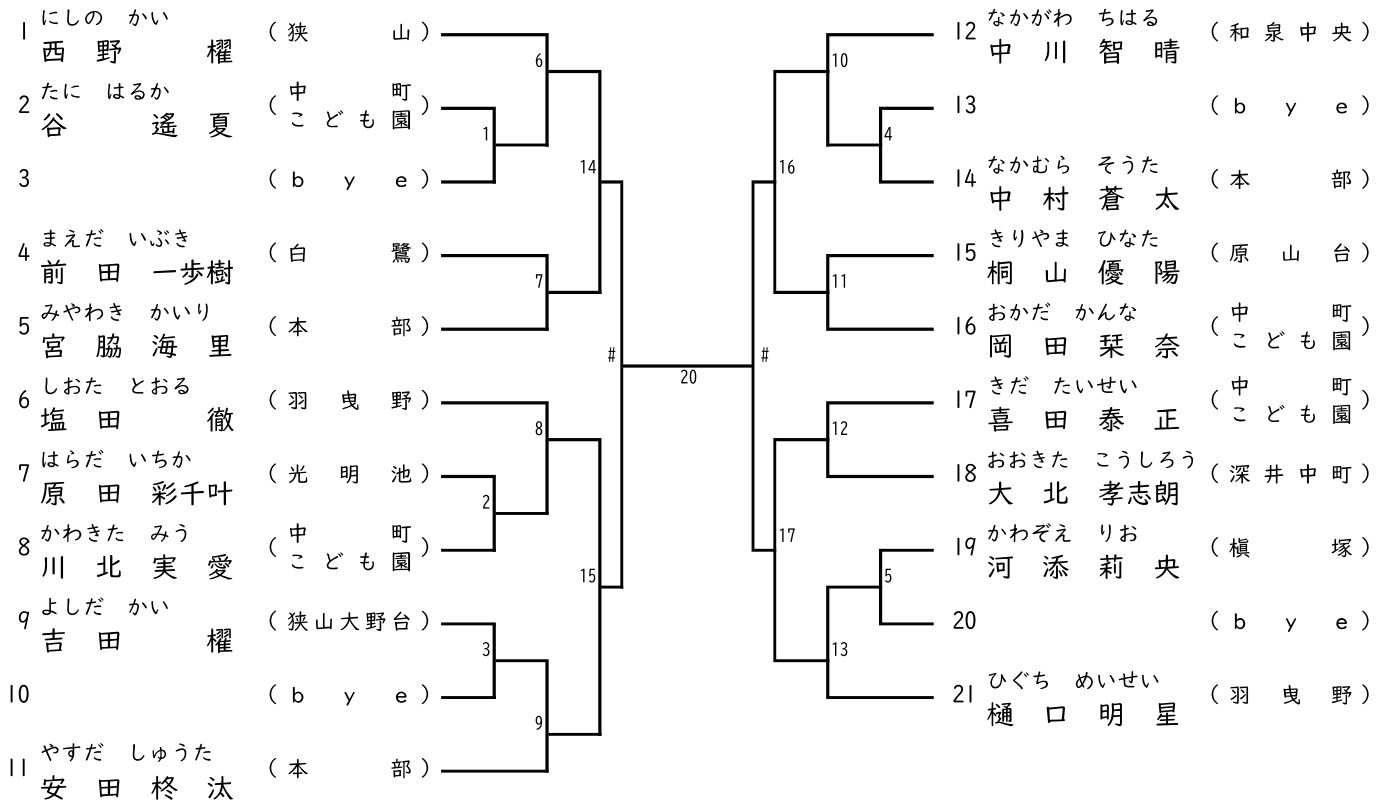 にしの　かい
1 西野　櫂 （狭山）
たに　はるか
2 谷　遙夏 （中町こども園）
3 （bye）
まえだ　いぶき
4 前田　一歩樹 （白鷺）
みやわき　かいり
5 宮脇海里 （本部）
しおた　とおる
6 塩田　徹 （羽曳野）
はらだ　いちか
7 原田　彩千叶 （光明池）
かわきた　みう
8 川北実愛 （中町こども園）
よしだ　かい
9 吉田　櫂 （狭山大野台）
10 （bye）
やすだ　しゅうた
11 安田柊汰 （本部）
6
1
14
7
#
8
2
15
3
9
20
10
4
16
11
#
12
17
5
13
なかがわ　ちはる
12 中川智晴 （和泉中央）
13 （bye）
なかむら　そうた
14 中村蒼太 （本部）
きりやま　ひなた
15 桐山優陽 （原山台）
おかだ　かんな
16 岡田栞奈 （中町こども園）
きだ　たいせい
17 喜田泰正 （中町こども園）
おおきた　こうしろう
18 大北　孝志朗 （深井中町）
かわぞえ　りお
19 河添莉央 （槇塚）
20 （bye）
ひぐち　めいせい
21 樋口明星 （羽曳野）